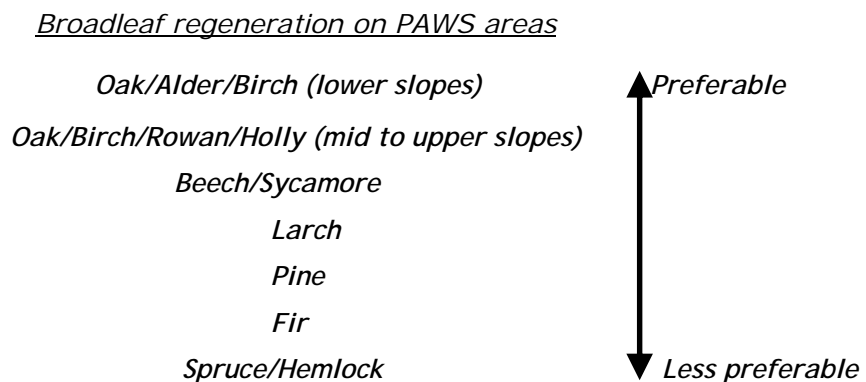 Broadleaf regeneration on PAWS areas
Oak/Alder/Birch (lower slopes) Preferable
Oak/Birch/Rowan/Holly (mid to upper slopes)
Beech/Sycamore
Larch
Pine
Fir
Spruce/Hemlock Less preferable